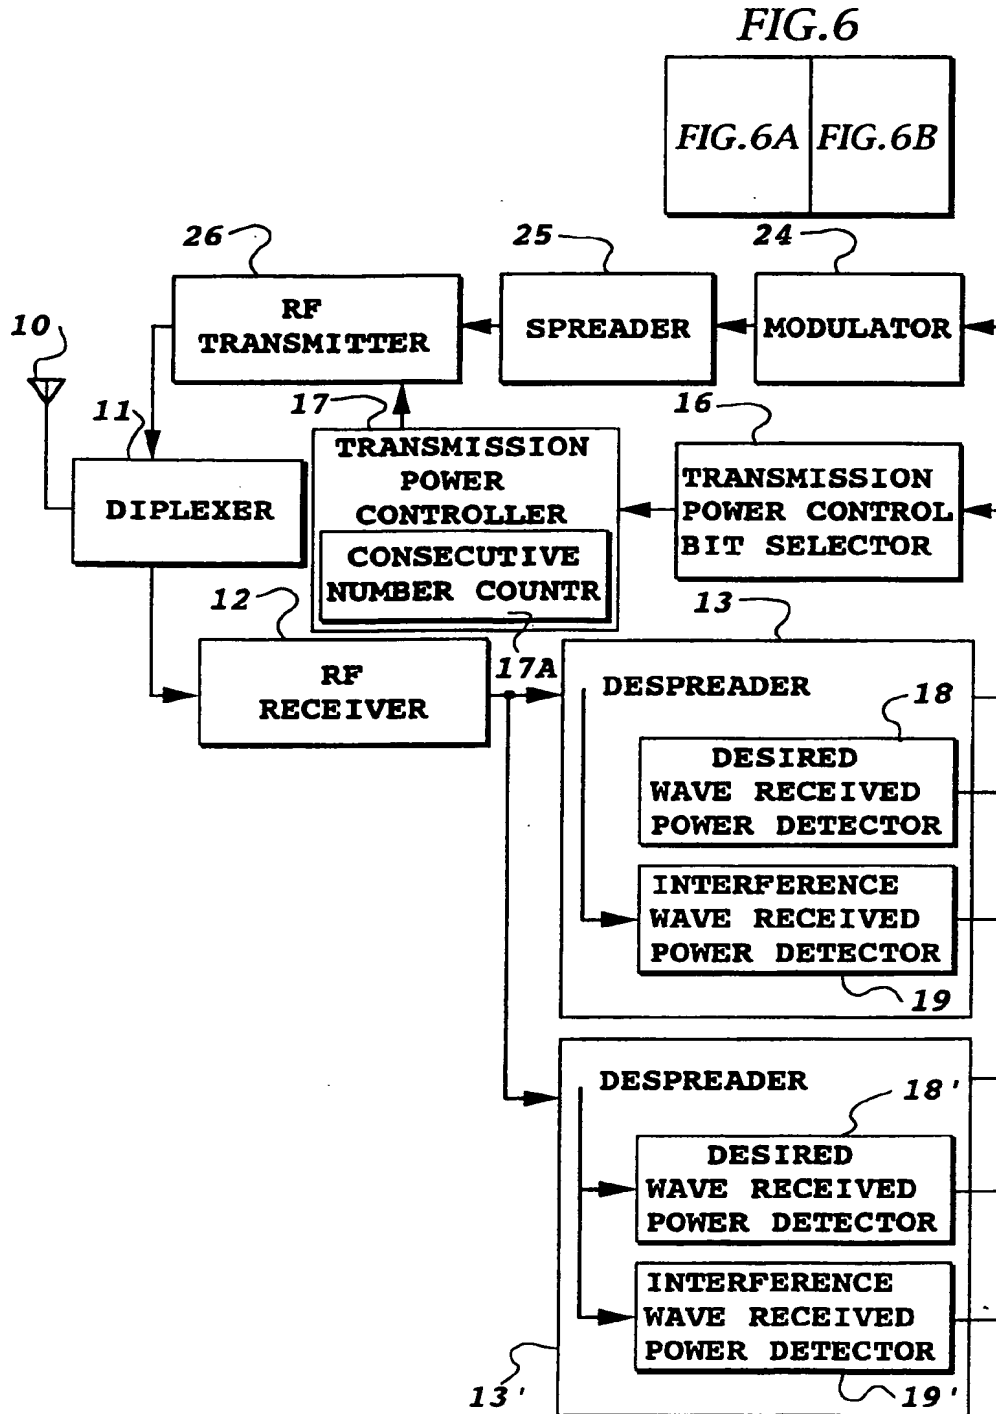 FIG.6
FIG.6A FIG.6B
26
25
24
RF
TRANSMITTER
SPREADER
MODULATOR
10
11
17
16
DIPLEXER
TRANSMISSION
POWER
CONTROLLER
CONSECUTIVE
NUMBER COUNTR
TRANSMISSION
POWER CONTROL
BIT SELECTOR
12
17A
13
RF
RECEIVER
DESPREADER
18
DESIRED
WAVE RECEIVED
POWER DETECTOR
INTERFERENCE
WAVE RECEIVED
POWER DETECTOR
19
DESPREADER
18'
DESIRED
WAVE RECEIVED
POWER DETECTOR
INTERFERENCE
WAVE RECEIVED
POWER DETECTOR
13'
19'